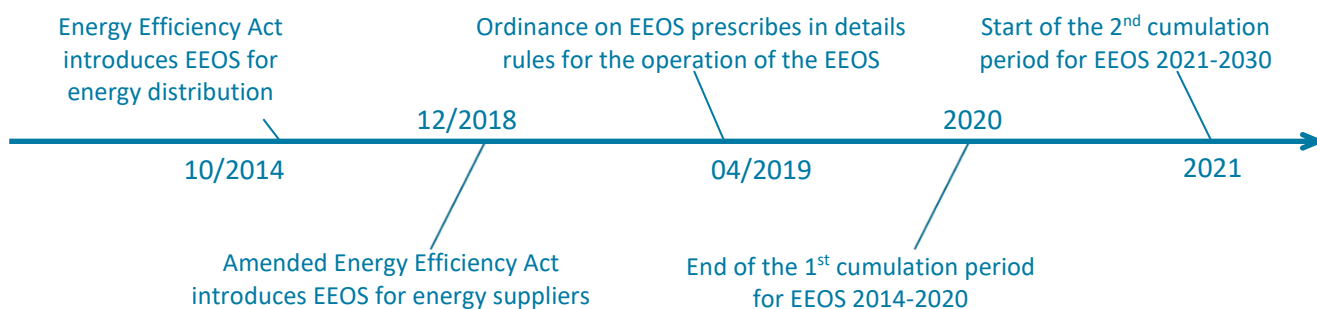 Energy Efficiency Act
introduces EEOS for
energy distribution
10/2014
12/2018
Amended Energy Efficiency Act
introduces EEOS for energy suppliers
Ordinance on EEOS prescribes in details
rules for the operation of the EEOS
04/2019
2020
End of the 1st cumulation period
for EEOS 2014-2020
Start of the 2nd cumulation
period for EEOS 2021-2030
2021